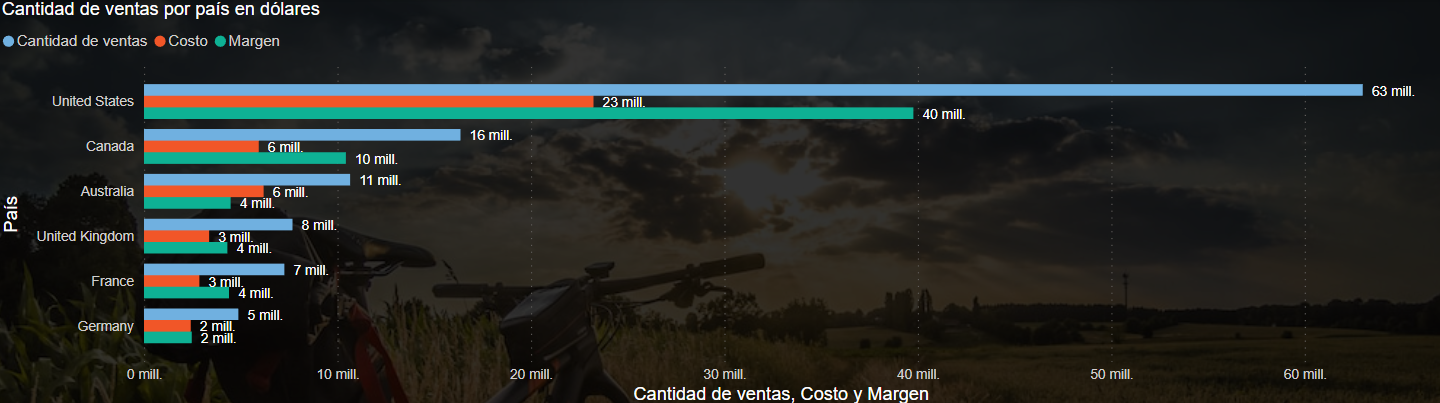 Cantidad de ventas por país en dólares
Cantidad de ventas Costo Margen
País
United States
63 mill.
23 mill.
40 mill.
Canada
16 mill.
6 mill.
10 mill.
Australia
11 mill.
6 mill.
4 mill.
United Kingdom
8 mill.
3 mill.
4 mill.
France
7 mill.
3 mill.
4 mill.
Germany
5 mill.
2 mill.
2 mill.
0 mill. 10 mill. 20 mill. 30 mill. 40 mill. 50 mill. 60 mill.
Cantidad de ventas, Costo y Margen